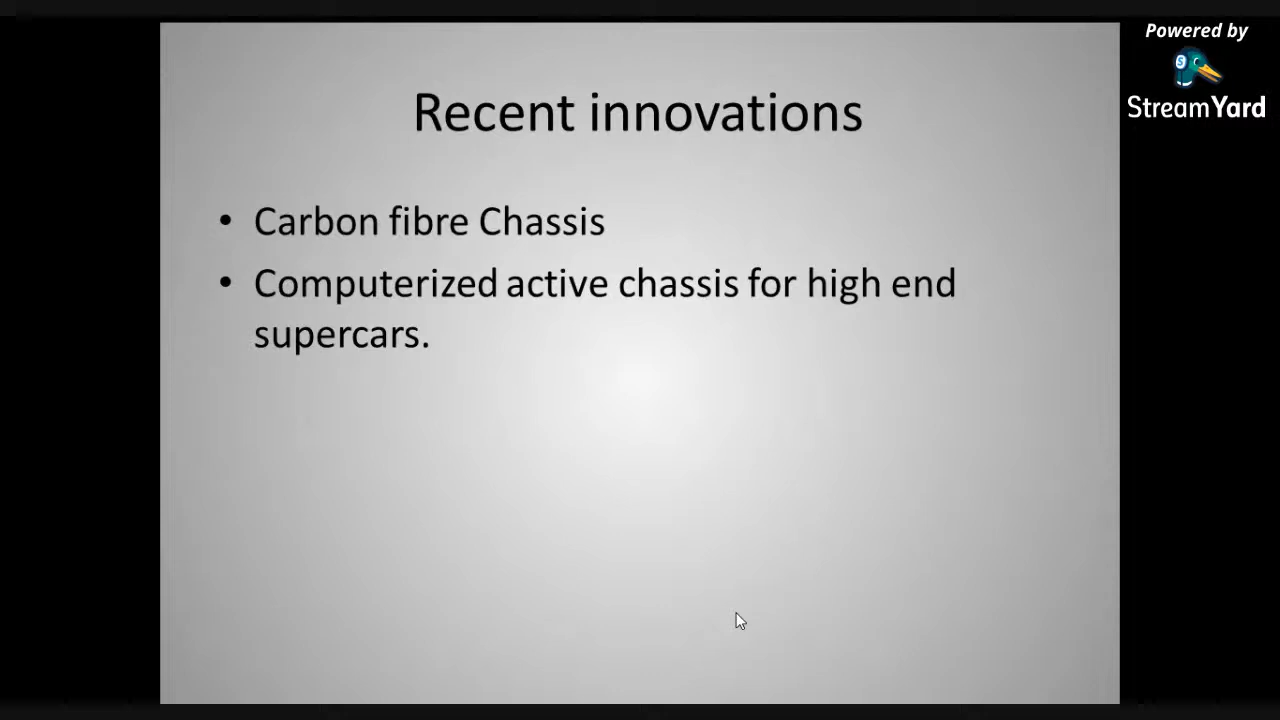 Powered by
StreamYard
Recent innovations
• Carbon fibre Chassis
• Computerized active chassis for high end
supercars.